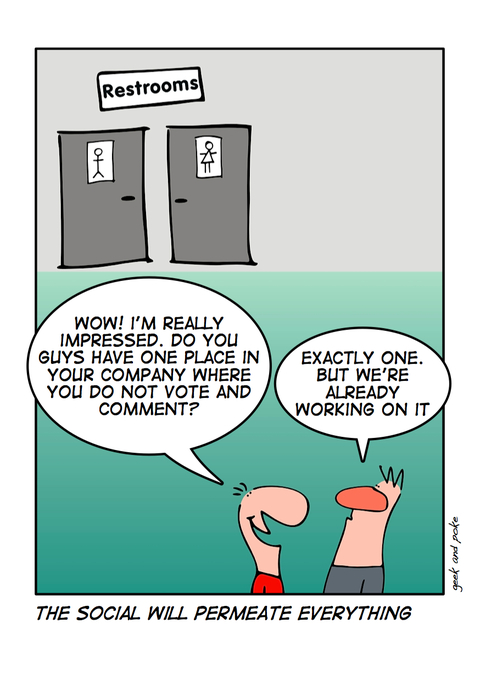 Restrooms
WOW! I'M REALLY
IMPRESSED. DO YOU
GUYS HAVE ONE PLACE IN
YOUR COMPANY WHERE
YOU DO NOT VOTE AND
COMMENT?
EXACTLY ONE.
BUT WE'RE
ALREADY
WORKING ON IT
geek and poke
THE SOCIAL WILL PERMEATE EVERYTHING